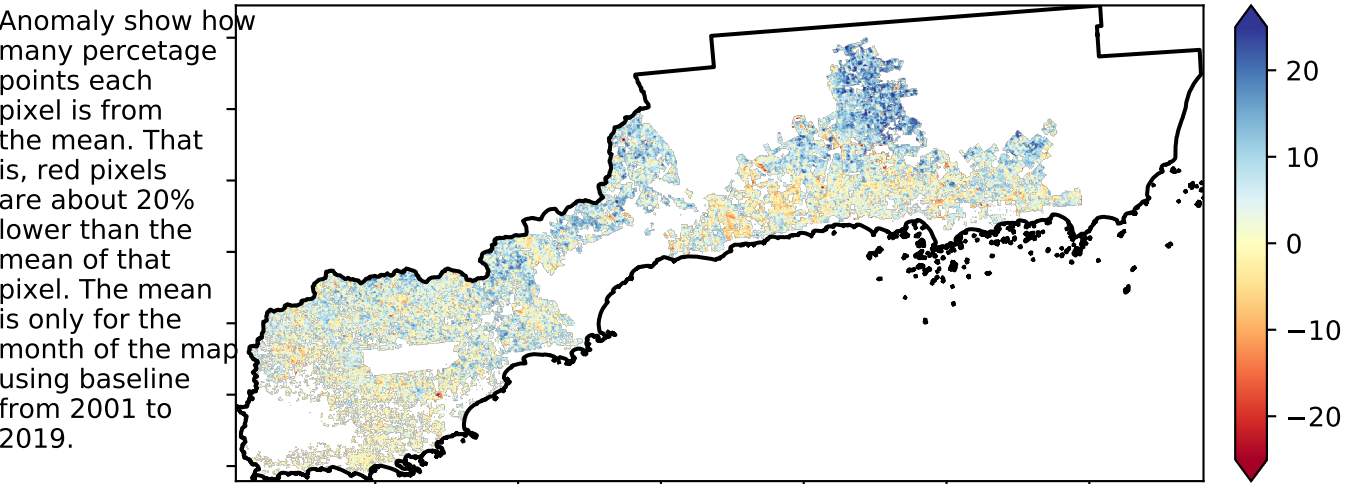 Anomaly show how
many percetage
points each
pixel is from
the mean. That
is, red pixels
are about 20%
lower than the
mean of that
pixel. The mean
is only for the
month of the map
using baseline
from 2001 to
2019.
20
10
0
−10
−20